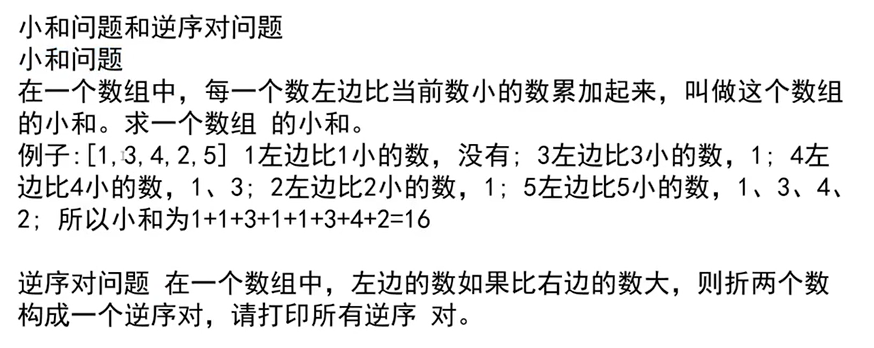 小和问题和逆序对问题
小和问题
在一个数组中，每一个数左边比当前数小的数累加起来，叫做这个数组
的小和。求一个数组 的小和。
例子:[1,3,4,2,5] 1左边比1小的数，没有; 3左边比3小的数，1; 4左
边比4小的数，1、3; 2左边比2小的数，1; 5左边比5小的数，1、3、4、
2; 所以小和为1+1+3+1+1+3+4+2=16
逆序对问题 在一个数组中，左边的数如果比右边的数大，则折两个数
构成一个逆序对，请打印所有逆序 对。